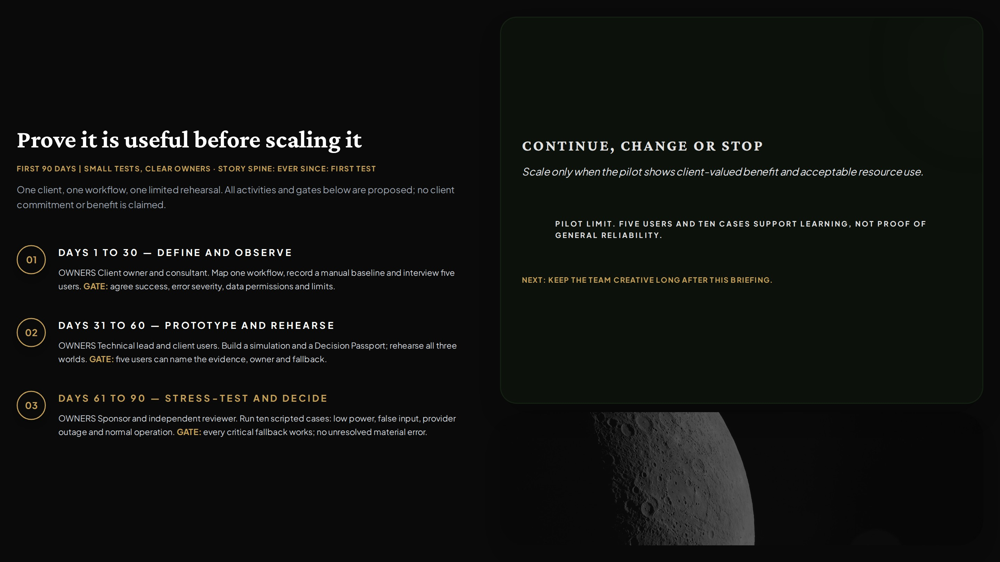 Prove it is useful before scaling it
FIRST 90 DAYS | SMALL TESTS, CLEAR OWNERS · STORY SPINE: EVER SINCE: FIRST TEST
One client, one workflow, one limited rehearsal. All activities and gates below are proposed; no client
commitment or benefit is claimed.
01
DAYS 1 TO 30 — DEFINE AND OBSERVE
OWNERS Client owner and consultant. Map one workflow, record a manual baseline and interview five
users. GATE: agree success, error severity, data permissions and limits.
02
DAYS 31 TO 60 — PROTOTYPE AND REHEARSE
OWNERS Technical lead and client users. Build a simulation and a Decision Passport; rehearse all three
worlds. GATE: five users can name the evidence, owner and fallback.
03
DAYS 61 TO 90 — STRESS-TEST AND DECIDE
OWNERS Sponsor and independent reviewer. Run ten scripted cases: low power, false input, provider
outage and normal operation. GATE: every critical fallback works; no unresolved material error.
CONTINUE, CHANGE OR STOP
Scale only when the pilot shows client-valued benefit and acceptable resource use.
PILOT LIMIT. FIVE USERS AND TEN CASES SUPPORT LEARNING, NOT PROOF OF
GENERAL RELIABILITY.
NEXT: KEEP THE TEAM CREATIVE LONG AFTER THIS BRIEFING.